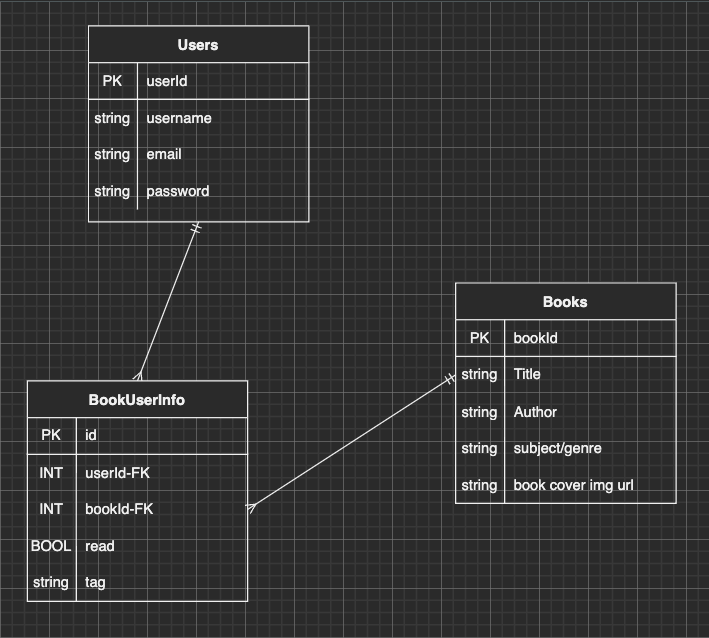 Users
PK userId
string username
string email
string password
Books
PK bookId
string Title
string Author
string subject/genre
string book cover img url
BookUserInfo
PK id
INT userId-FK
INT bookId-FK
BOOL read
string tag